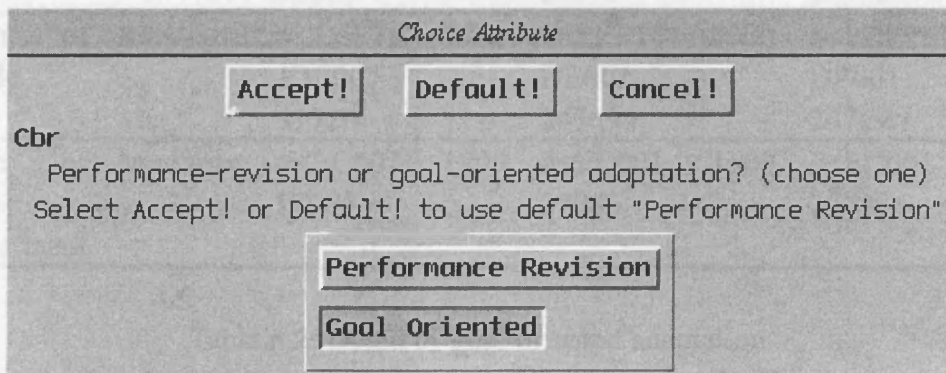 Choice Attribute
Accept! Default! Cancel!
Cbr
Performance-revision or goal-oriented adaptation? (choose one)
Select Accept! or Default! to use default "Performance Revision"
Performance Revision
Goal Oriented